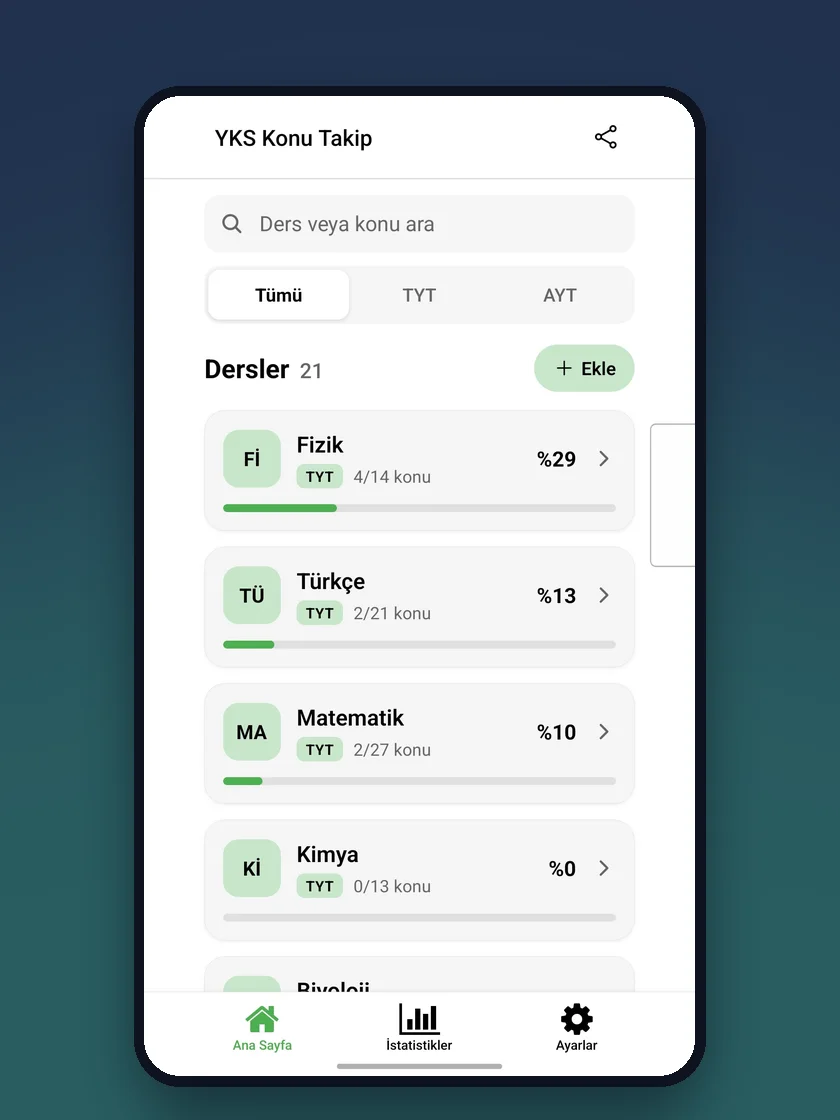 YKS Konu Takip
Ders veya konu ara
Tümü TYT AYT
Dersler 21
+ Ekle
Fİ
Fizik
TYT 4/14 konu
%29
TÜ
Türkçe
TYT 2/21 konu
%13
MA
Matematik
TYT 2/27 konu
%10
Kİ
Kimya
TYT 0/13 konu
%0
Biyoloji
Ana Sayfa İstatistikler Ayarlar